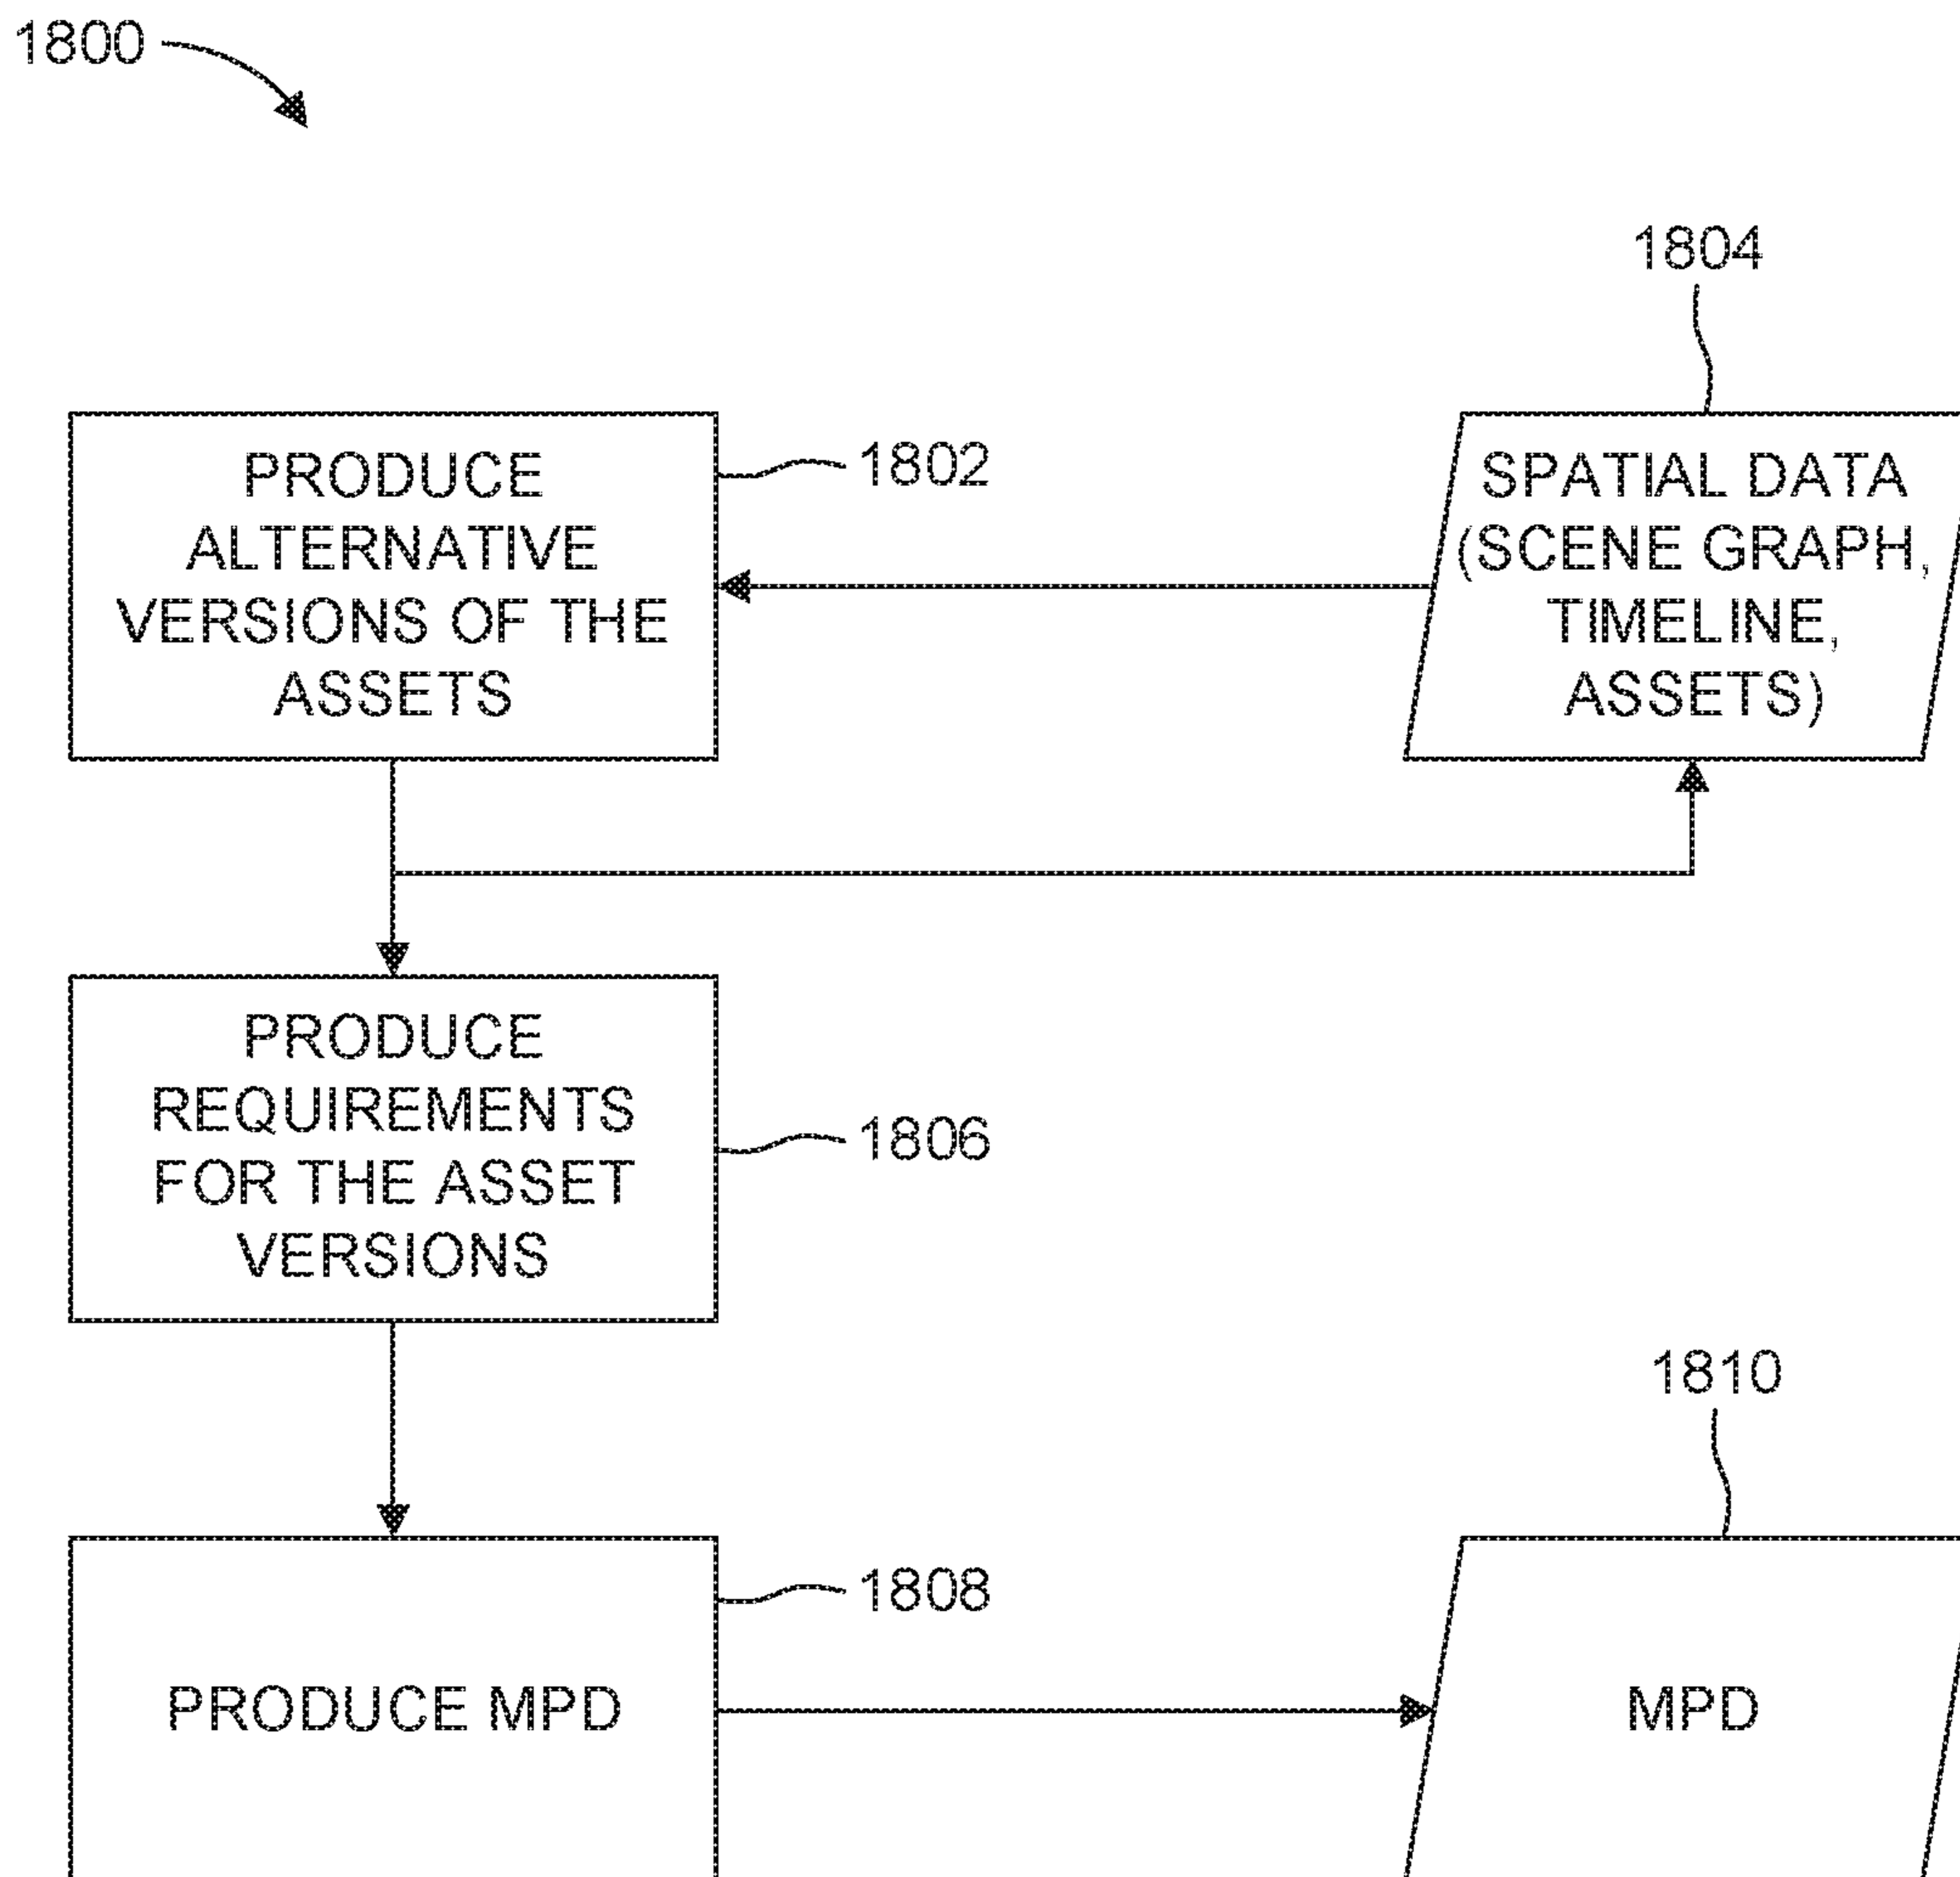 1800
1804
PRODUCE
ALTERNATIVE
VERSIONS OF THE
ASSETS
1802
SPATIAL DATA
(SCENE GRAPH,
TIMELINE,
ASSETS)
PRODUCE
REQUIREMENTS
FOR THE ASSET
VERSIONS
1806
1810
1808
PRODUCE MPD
MPD